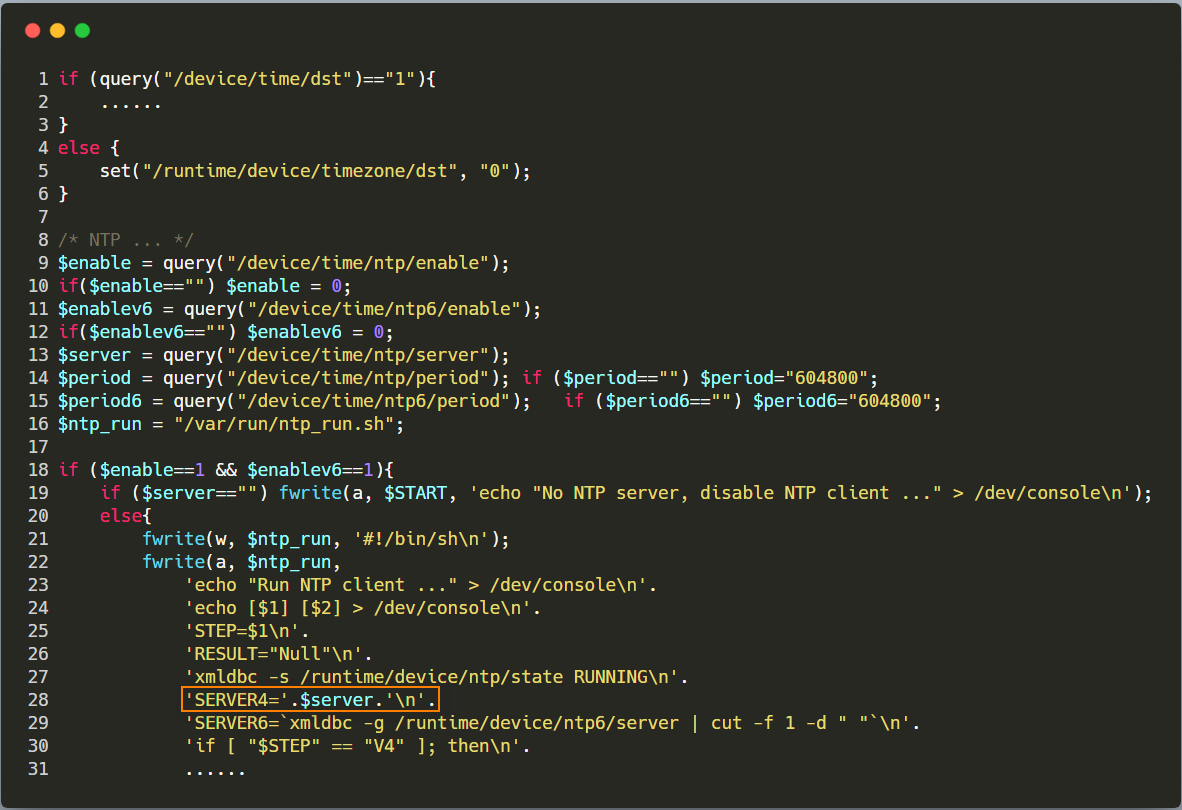 1 if (query("/device/time/dst")=="1"){
2     ......
3 }
4 else {
5     set("/runtime/device/timezone/dst", "0");
6 }
7
8 /* NTP ... */
9 $enable = query("/device/time/ntp/enable");
10 if($enable=="") $enable = 0;
11 $enablev6 = query("/device/time/ntp6/enable");
12 if($enablev6=="") $enablev6 = 0;
13 $server = query("/device/time/ntp/server");
14 $period = query("/device/time/ntp/period"); if ($period=="") $period="604800";
15 $period6 = query("/device/time/ntp6/period");   if ($period6=="") $period6="604800";
16 $ntp_run = "/var/run/ntp_run.sh";
17
18 if ($enable==1 && $enablev6==1){
19     if ($server=="") fwrite(a, $START, 'echo "No NTP server, disable NTP client ..." > /dev/console\n');
20     else{
21         fwrite(w, $ntp_run, '#!/bin/sh\n');
22         fwrite(a, $ntp_run,
23             'echo "Run NTP client ..." > /dev/console\n'.
24             'echo [$1] [$2] > /dev/console\n'.
25             'STEP=$1\n'.
26             'RESULT="Null"\n'.
27             'xmldbc -s /runtime/device/ntp/state RUNNING\n'.
28             'SERVER4='.$server.'\n'.
29             'SERVER6=`xmldbc -g /runtime/device/ntp6/server | cut -f 1 -d " "`\n'.
30             'if [ "$STEP" == "V4" ]; then\n'.
31             ......